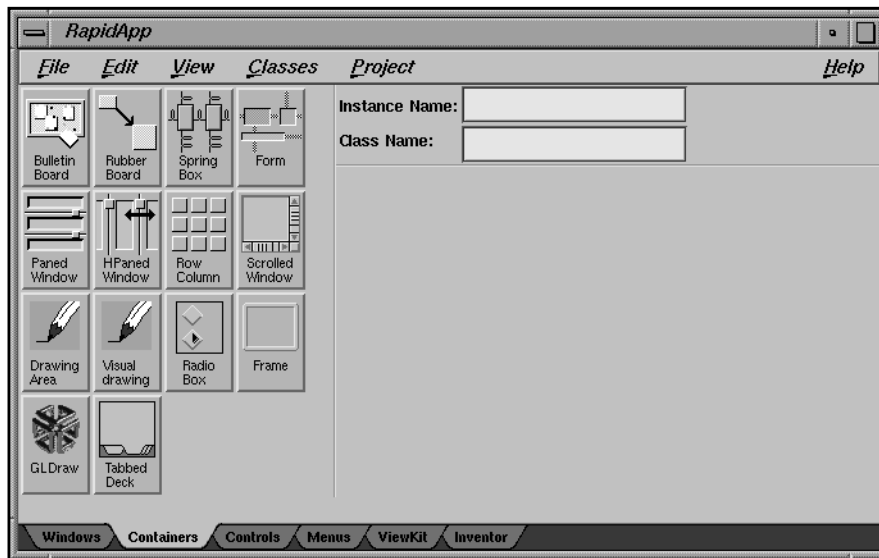 RapidApp
File Edit View Classes Project Help
Instance Name:
Class Name:
Bulletin
Board
Rubber
Board
Spring
Box
Form
Paned
Window
HPaned
Window
Row
Column
Scrolled
Window
Drawing
Area
Visual
drawing
Radio
Box
Frame
GLDraw
Tabbed
Deck
Windows Containers Controls Menus ViewKit Inventor